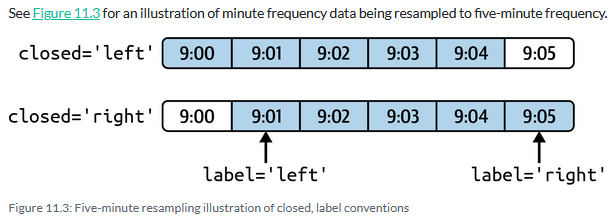 See Figure 11.3 for an illustration of minute frequency data being resampled to five-minute frequency.
closed='left' 9:00 9:01 9:02 9:03 9:04 9:05
closed='right' 9:00 9:01 9:02 9:03 9:04 9:05
label='left' label='right'
Figure 11.3: Five-minute resampling illustration of closed, label conventions